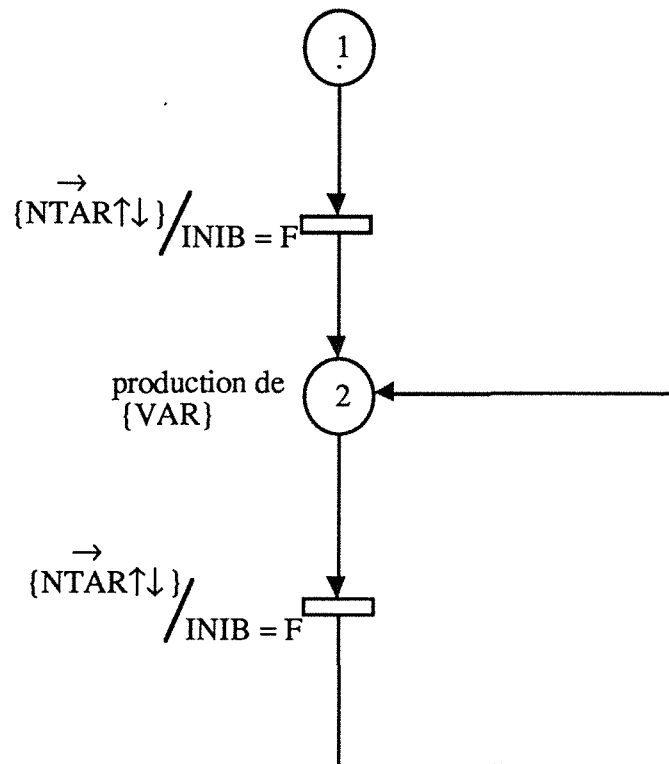 1
→
{NTAR↑↓}/INIB = F
production de
{VAR}
2
→
{NTAR↑↓}/INIB = F